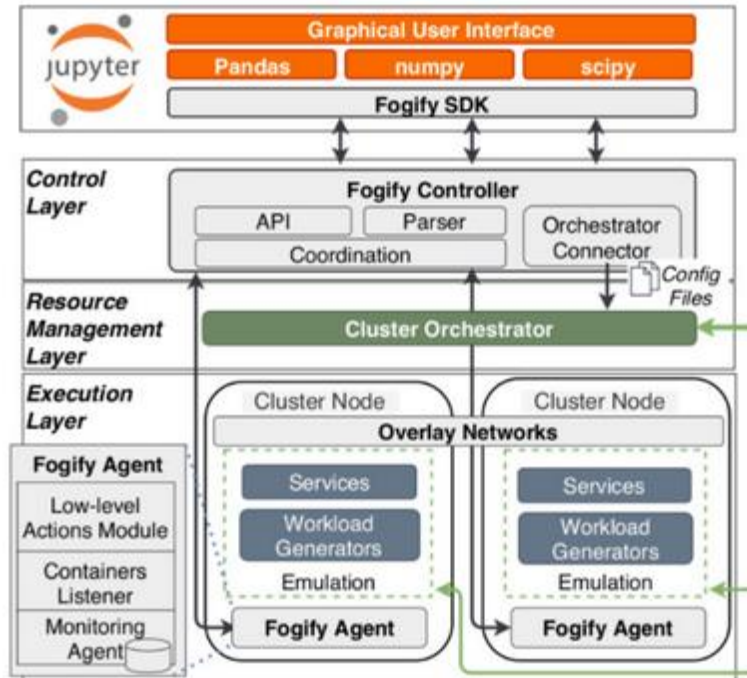 jupyter
Graphical User Interface
Pandas
numpy
scipy
Fogify SDK
Control
Layer
Fogify Controller
API
Parser
Coordination
Orchestrator
Connector
Config
Files
Resource
Management
Layer
Cluster Orchestrator
Execution
Layer
Cluster Node
Cluster Node
Overlay Networks
Fogify Agent
Low-level
Actions Module
Containers
Listener
Monitoring
Agent
Services
Workload
Generators
Emulation
Fogify Agent
Services
Workload
Generators
Emulation
Fogify Agent